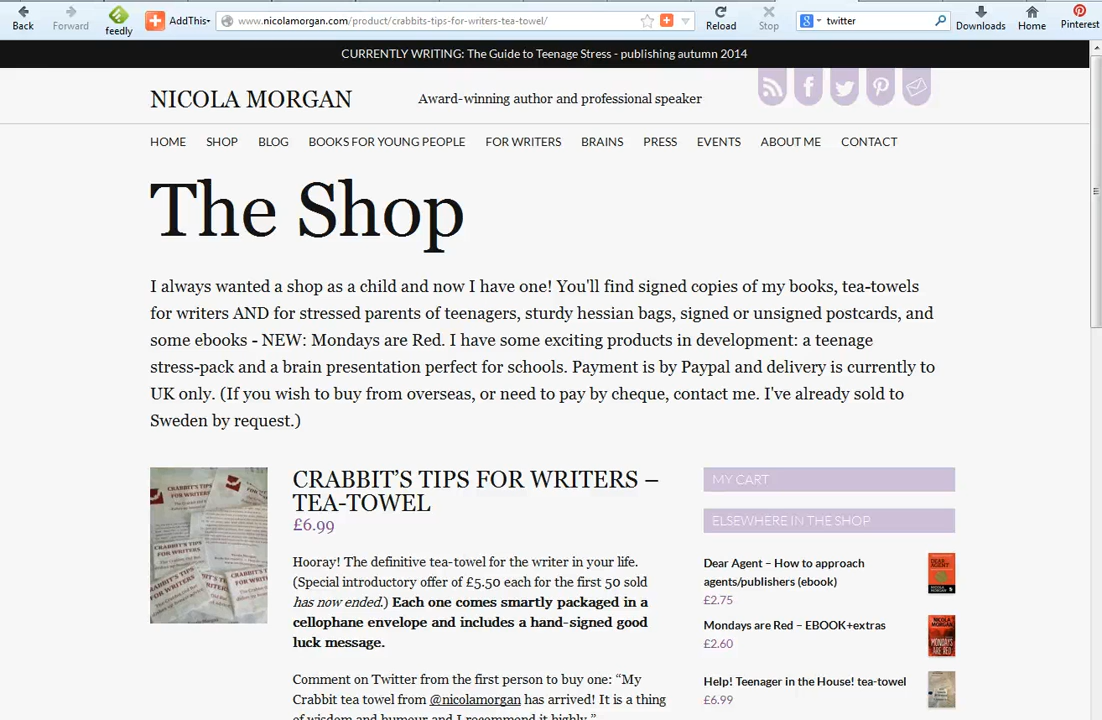 Back
Forward
feedly
AddThis
www.nicolamorgan.com/product/crabbits-tips-for-writers-tea-towel/
Reload
Stop
twitter
Downloads
Home
Pinterest
CURRENTLY WRITING: The Guide to Teenage Stress - publishing autumn 2014
NICOLA MORGAN
Award-winning author and professional speaker
HOME SHOP BLOG BOOKS FOR YOUNG PEOPLE FOR WRITERS BRAINS PRESS EVENTS ABOUT ME CONTACT
The Shop
I always wanted a shop as a child and now I have one! You'll find signed copies of my books, tea-towels
for writers AND for stressed parents of teenagers, sturdy hessian bags, signed or unsigned postcards, and
some ebooks - NEW: Mondays are Red. I have some exciting products in development: a teenage
stress-pack and a brain presentation perfect for schools. Payment is by Paypal and delivery is currently to
UK only. (If you wish to buy from overseas, or need to pay by cheque, contact me. I've already sold to
Sweden by request.)
CRABBIT'S TIPS FOR WRITERS –
TEA-TOWEL
£6.99
Hooray! The definitive tea-towel for the writer in your life.
(Special introductory offer of £5.50 each for the first 50 sold
has now ended.) Each one comes smartly packaged in a
cellophane envelope and includes a hand-signed good
luck message.
Comment on Twitter from the first person to buy one: “My
Crabbit tea towel from @nicolamorgan has arrived! It is a thing
of wisdom and humour and I recommend it highly.”
MY CART
ELSEWHERE IN THE SHOP
Dear Agent – How to approach
agents/publishers (ebook)
£2.75
Mondays are Red – EBOOK+extras
£2.60
Help! Teenager in the House! tea-towel
£6.99